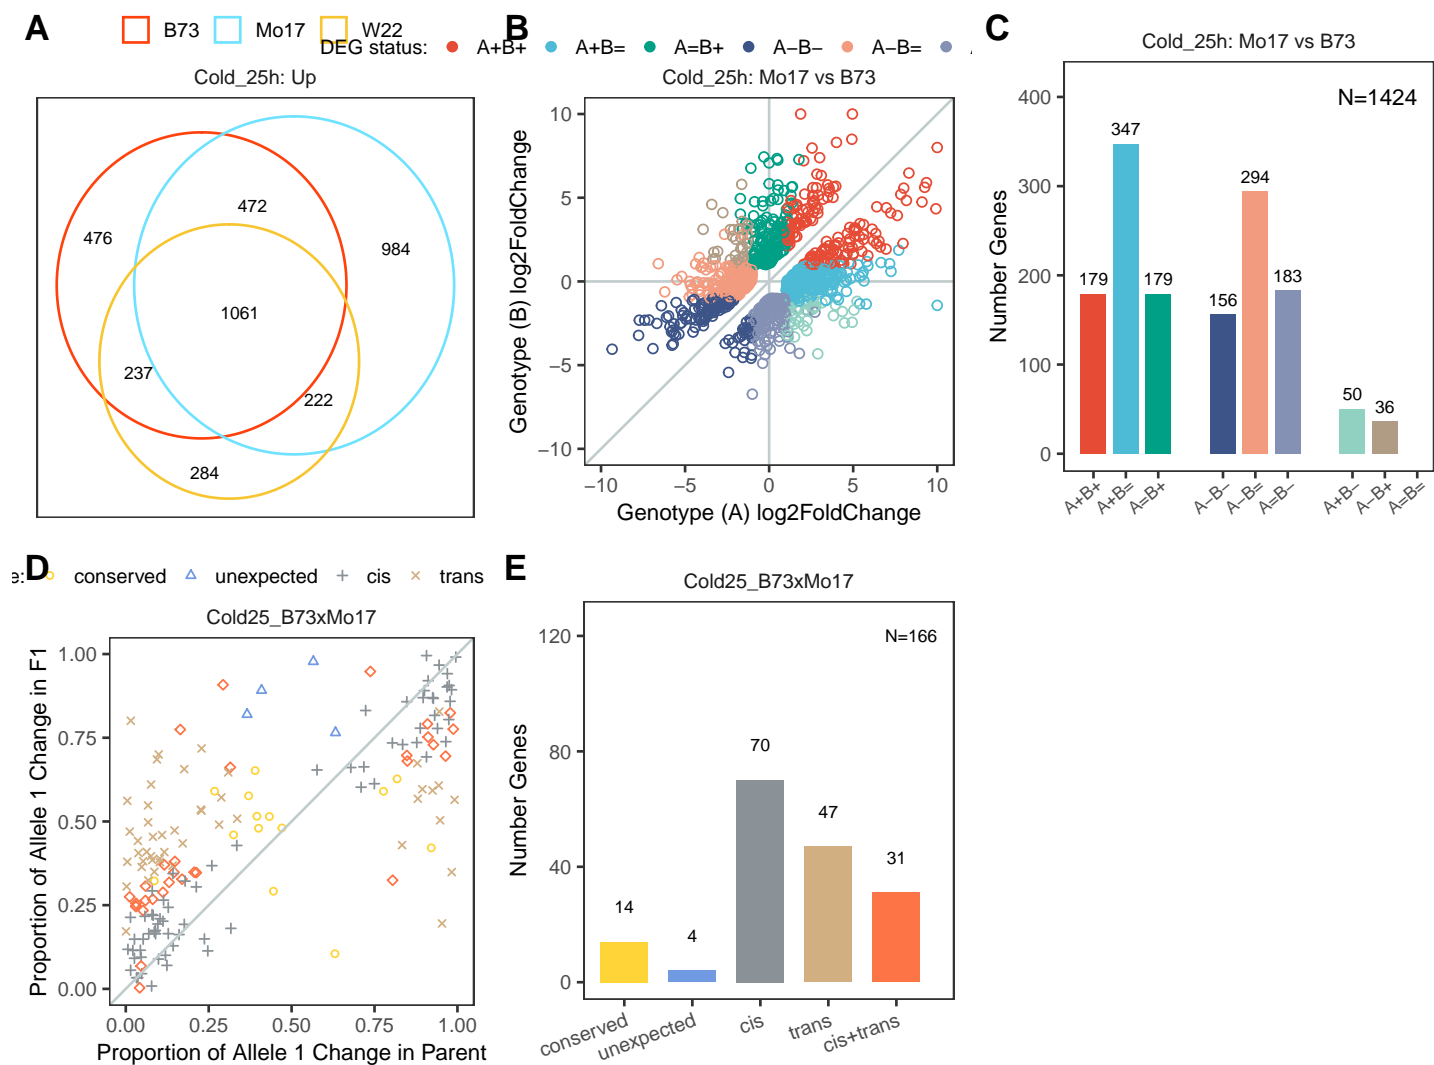 A
B73
Mo17
W22
Cold_25h: Up
476
472
984
1061
237
222
284
B
DEG status:
A+B+
A+B=
A=B+
A−B−
A−B=
Cold_25h: Mo17 vs B73
Genotype (B) log2FoldChange
10
5
0
−5
−10
−10
−5
0
5
10
Genotype (A) log2FoldChange
C
Cold_25h: Mo17 vs B73
N=1424
Number Genes
400
300
200
100
0
179
347
179
156
294
183
50
36
A+B+
A+B=
A=B+
A−B−
A−B=
A=B−
A+B−
A−B+
A=B=
D
e:
conserved
unexpected
cis
trans
Cold25_B73xMo17
Proportion of Allele 1 Change in F1
1.00
0.75
0.50
0.25
0.00
0.00
0.25
0.50
0.75
1.00
Proportion of Allele 1 Change in Parent
E
Cold25_B73xMo17
N=166
Number Genes
120
80
40
0
14
4
70
47
31
conserved
unexpected
cis
trans
cis+trans